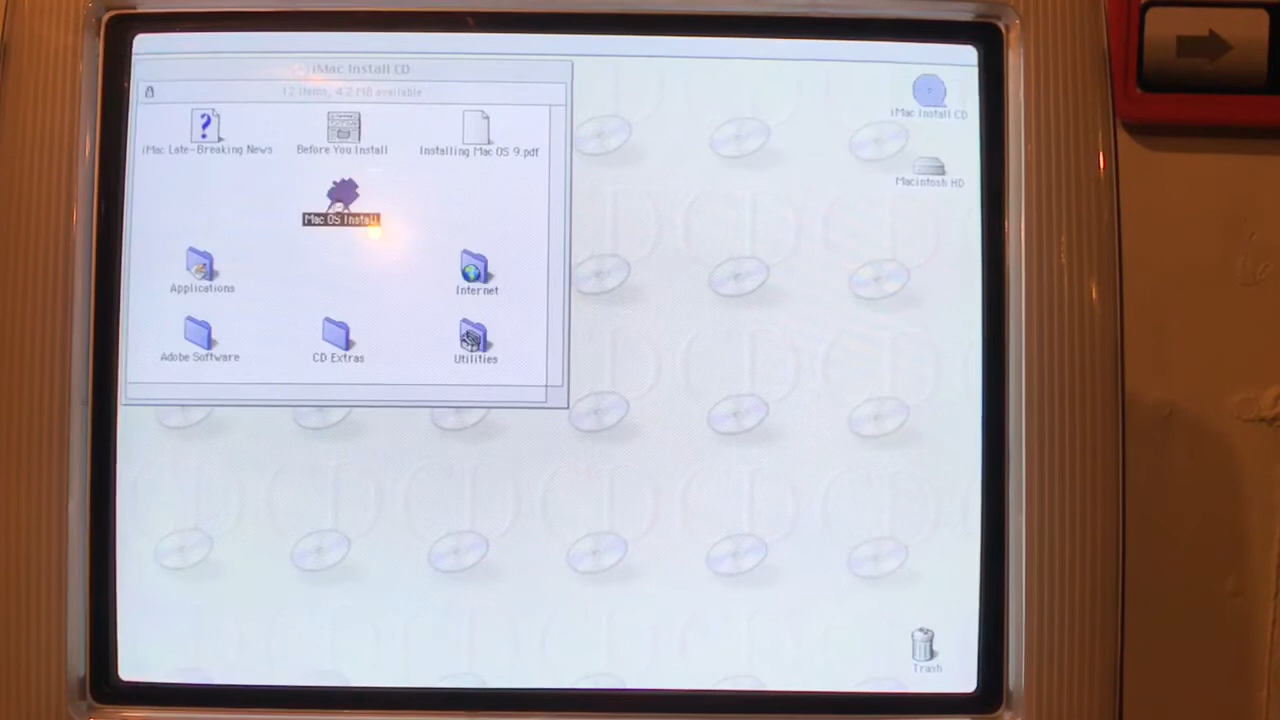 iMac Install CD
12 items, 4.2 MB available
iMac Late-Breaking News
Before You Install
Installing Mac OS 9.pdf
Mac OS Install
Applications
Internet
Adobe Software
CD Extras
Utilities
iMac Install CD
Macintosh HD
Trash